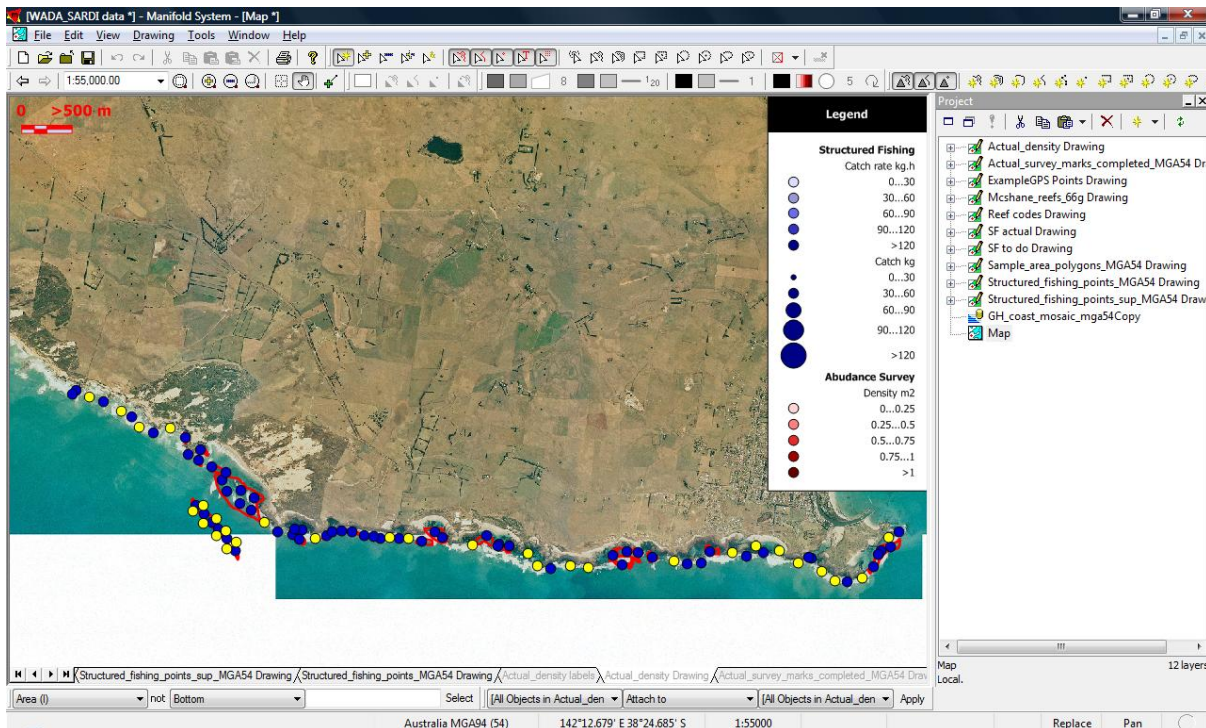 [WADA_SARDI data *] - Manifold System - [Map *]
File Edit View Drawing Tools Window Help
1:55,000.00 8 1 20 1 5
0 >500 m
Legend
Structured Fishing
Catch rate kg.h
0...30
30...60
60...90
90...120
>120
Catch kg
0...30
30...60
60...90
90...120
>120
Abudance Survey
Density m2
0...0.25
0.25...0.5
0.5...0.75
0.75...1
>1
Project
Actual_density Drawing
Actual_survey_marks_completed_MGA54 Dr
ExampleGPS Points Drawing
Mcshane_reefs_66g Drawing
Reef codes Drawing
SF actual Drawing
SF to do Drawing
Sample_area_polygons_MGA54 Drawing
Structured_fishing_points_MGA54 Drawing
Structured_fishing_points_sup_MGA54 Draw
GH_coast_mosaic_mga54Copy
Map
Map 12 layers
Local.
Structured_fishing_points_sup_MGA54 Drawing Structured_fishing_points_MGA54 Drawing Actual_density labels Actual_density Drawing Actual_survey_marks_completed_MGA54 Draw
Area (I) not Bottom Select [All Objects in Actual_den Attach to [All Objects in Actual_den Apply
Australia MGA94 (54) 142°12.679' E 38°24.685' S 1:55000 Replace Pan